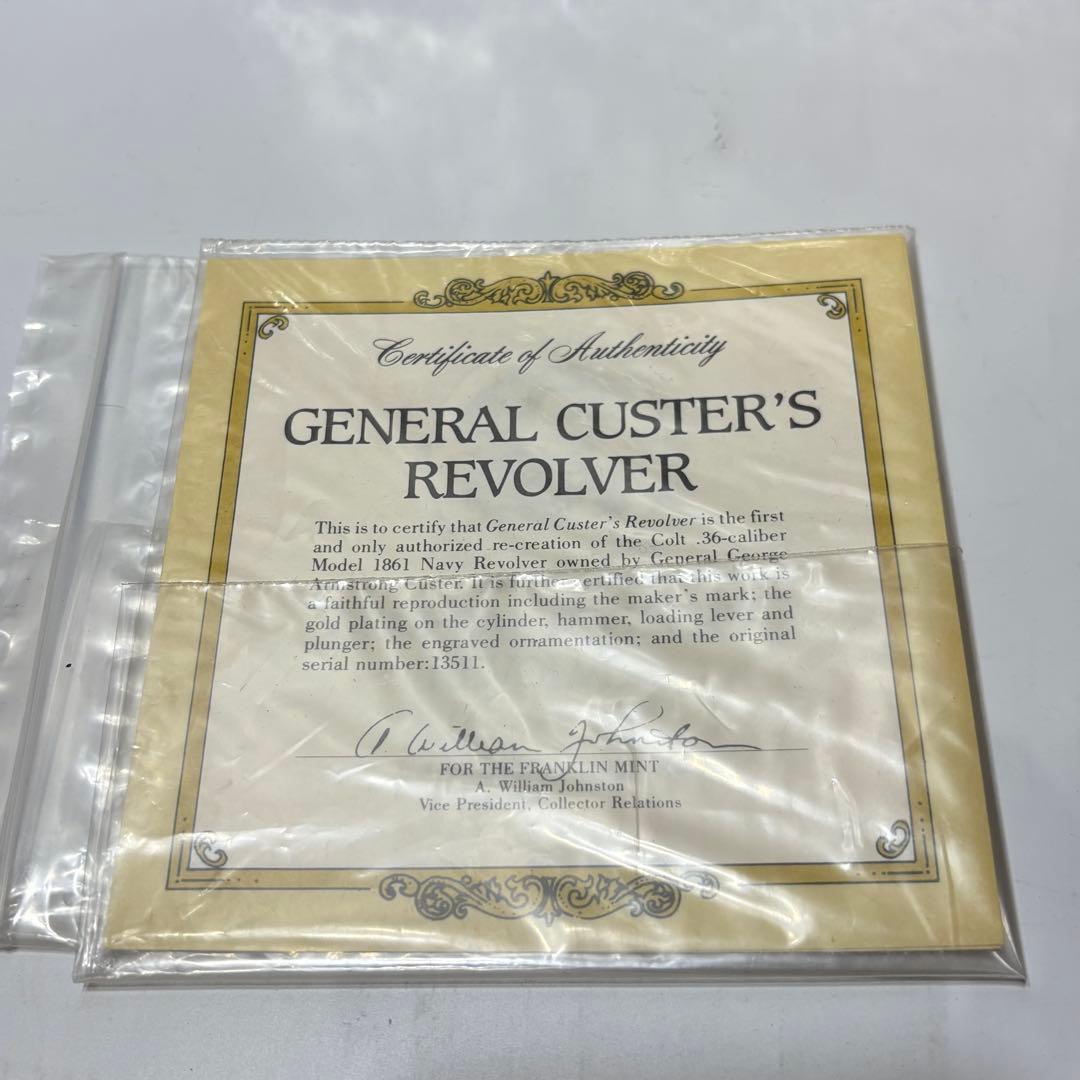 Certificate of Authenticity
GENERAL CUSTER'S
REVOLVER
This is to certify that General Custer's Revolver is the first
and only authorized re-creation of the Colt .36-caliber
Model 1861 Navy Revolver owned by General George
Armstrong Custer. It is further certified that this work is
a faithful reproduction including the maker's mark; the
gold plating on the cylinder, hammer, loading lever and
plunger; the engraved ornamentation; and the original
serial number:13511.
A. William Johnston
FOR THE FRANKLIN MINT
A. William Johnston
Vice President, Collector Relations